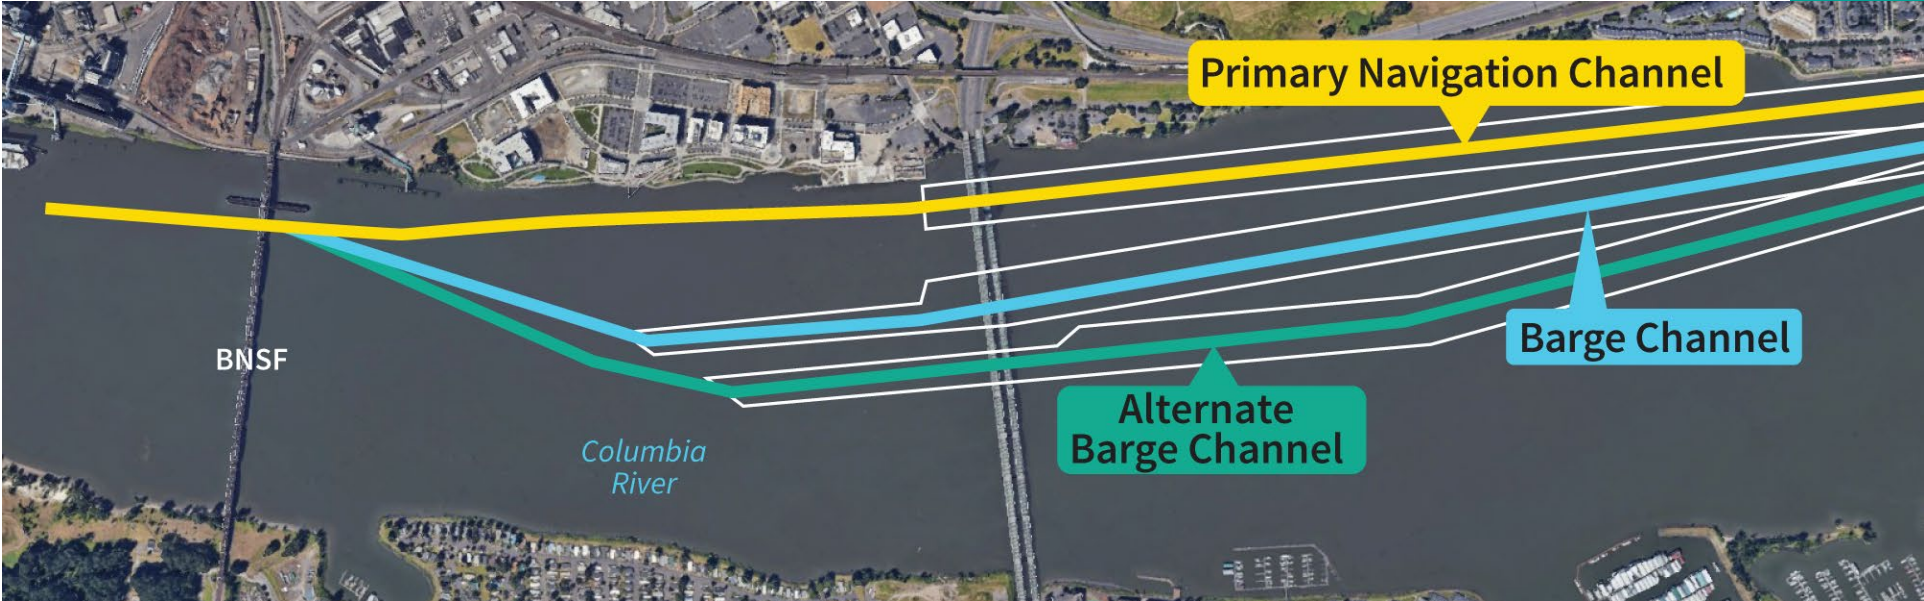 Primary Navigation Channel
Barge Channel
BNSF
Alternate
Barge Channel
Columbia
River